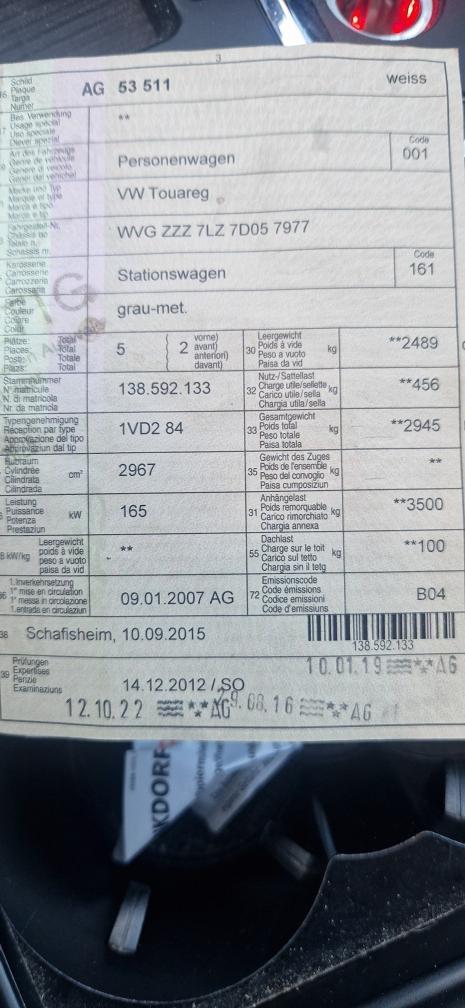 3
15 Schild
Plaque
Targa
Numer
AG 53 511
weiss
Bes. Verwendung
Usage spécial
Uso speciale
Diever spezial
**
Art des Fahrzeugs
Genre de véhicule
Genere di veicolo
Gener dal vehichel
Personenwagen
Code
001
Marke und Typ
Marque et type
Marca e tipo
Marca e tip
VW Touareg
Fahrgestell-Nr.
Châssis no
Telaio n.
Schassis nr.
WVG ZZZ 7LZ 7D05 7977
Karosserie
Carrosserie
Carrozzeria
Carossaria
Stationswagen
Code
161
Farbe
Couleur
Colore
Colur
grau-met.
Plätze: Total
Places: Total
Posti: Totale
Plazs: Total
5
2
vorne)
avant)
anteriori)
davant)
30
Leergewicht
Poids à vide
Peso a vuoto
Paisa da vid
kg
**2489
Stammnummer
N° matricule
N. di matricola
Nr. da matricla
138.592.133
32
Nutz-/Sattellast
Charge utile/sellette
Carico utile/sella
Chargia utila/sella
kg
**456
Typengenehmigung
Réception par type
Approvazione del tipo
Approvaziun dal tip
1VD2 84
33
Gesamtgewicht
Poids total
Peso totale
Paisa totala
kg
**2945
Hubraum
Cylindrée
Cilindrata
Cilindrada
cm³
2967
35
Gewicht des Zuges
Poids de l'ensemble
Peso del convoglio
Paisa cumposiziun
kg
**
Leistung
Puissance
Potenza
Prestaziun
kW
165
31
Anhängelast
Poids remorquable
Carico rimorchiato
Chargia annexa
kg
**3500
kW/kg
Leergewicht
poids à vide
peso a vuoto
paisa da vid
**
55
Dachlast
Charge sur le toit
Carico sul tetto
Chargia sin il tetg
kg
**100
1. Inverkehrsetzung
1re mise en circulation
1a messa in circolazione
1. entrada en circulaziun
09.01.2007 AG
72
Emissionscode
Code émissions
Codice emissioni
Code d'emissiuns
B04
38 Schafisheim, 10.09.2015
138.592.133
39
Prüfungen
Expertises
Perizie
Examinaziuns
10.01.19 ** AG
14.12.2012 / SO
12.10.22 ** AG
9.08.16 ** AG
KDORF